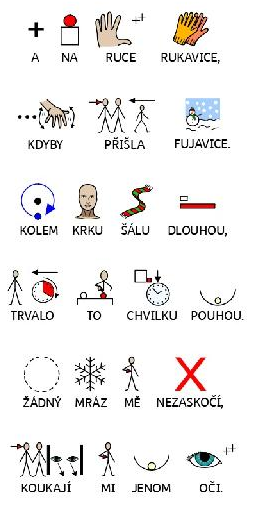 A NA RUCE RUKAVICE,
KDYBY PŘIŠLA FUJAVICE.
KOLEM KRKU ŠÁLU DLOUHOU,
TRVALO TO CHVILKU POUHOU.
ŽÁDNÝ MRÁZ MĚ NEZASKOČÍ,
KOUKAJÍ MI JENOM OČI.